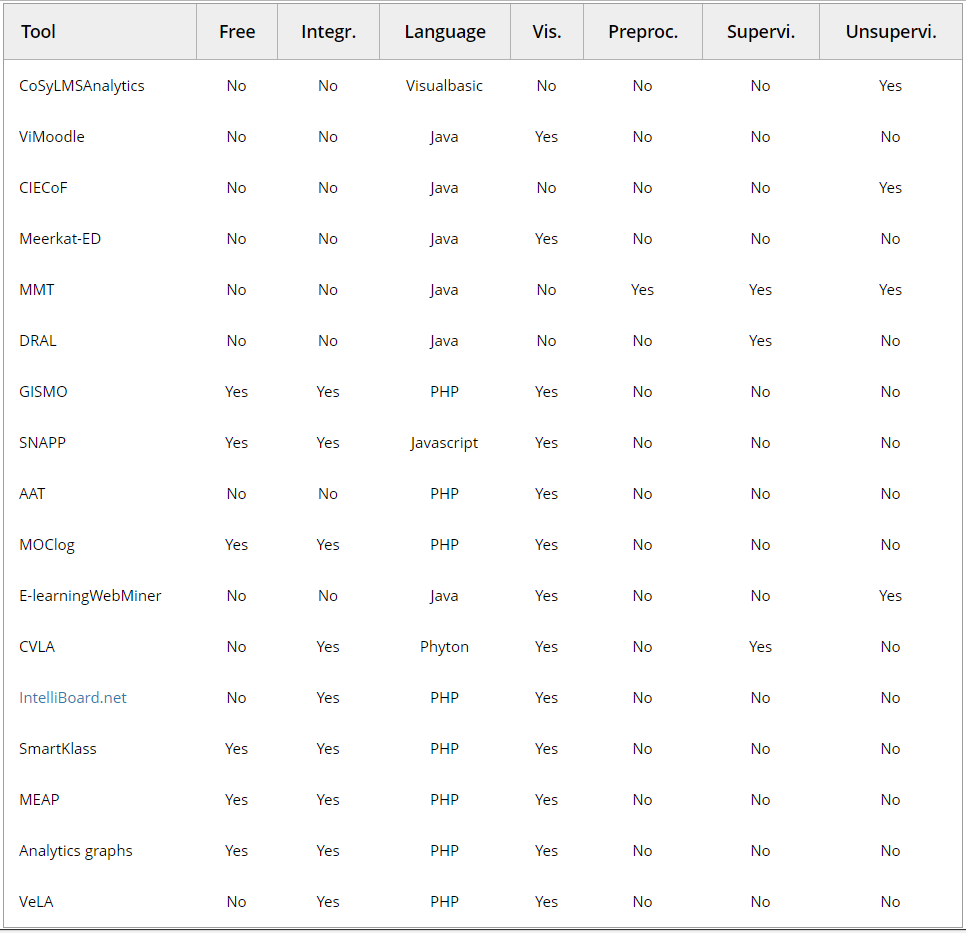 Tool Free Integr. Language Vis. Preproc. Supervi. Unsupervi.
CoSyLMSAnalytics No No Visualbasic No No No Yes
ViMoodle No No Java Yes No No No
CIECoF No No Java No No No Yes
Meerkat-ED No No Java Yes No No No
MMT No No Java No Yes Yes Yes
DRAL No No Java No No Yes No
GISMO Yes Yes PHP Yes No No No
SNAPP Yes Yes Javascript Yes No No No
AAT No No PHP Yes No No No
MOClog Yes Yes PHP Yes No No No
E-learningWebMiner No No Java Yes No No Yes
CVLA No Yes Phyton Yes No Yes No
IntelliBoard.net No Yes PHP Yes No No No
SmartKlass Yes Yes PHP Yes No No No
MEAP Yes Yes PHP Yes No No No
Analytics graphs Yes Yes PHP Yes No No No
VeLA No Yes PHP Yes No No No